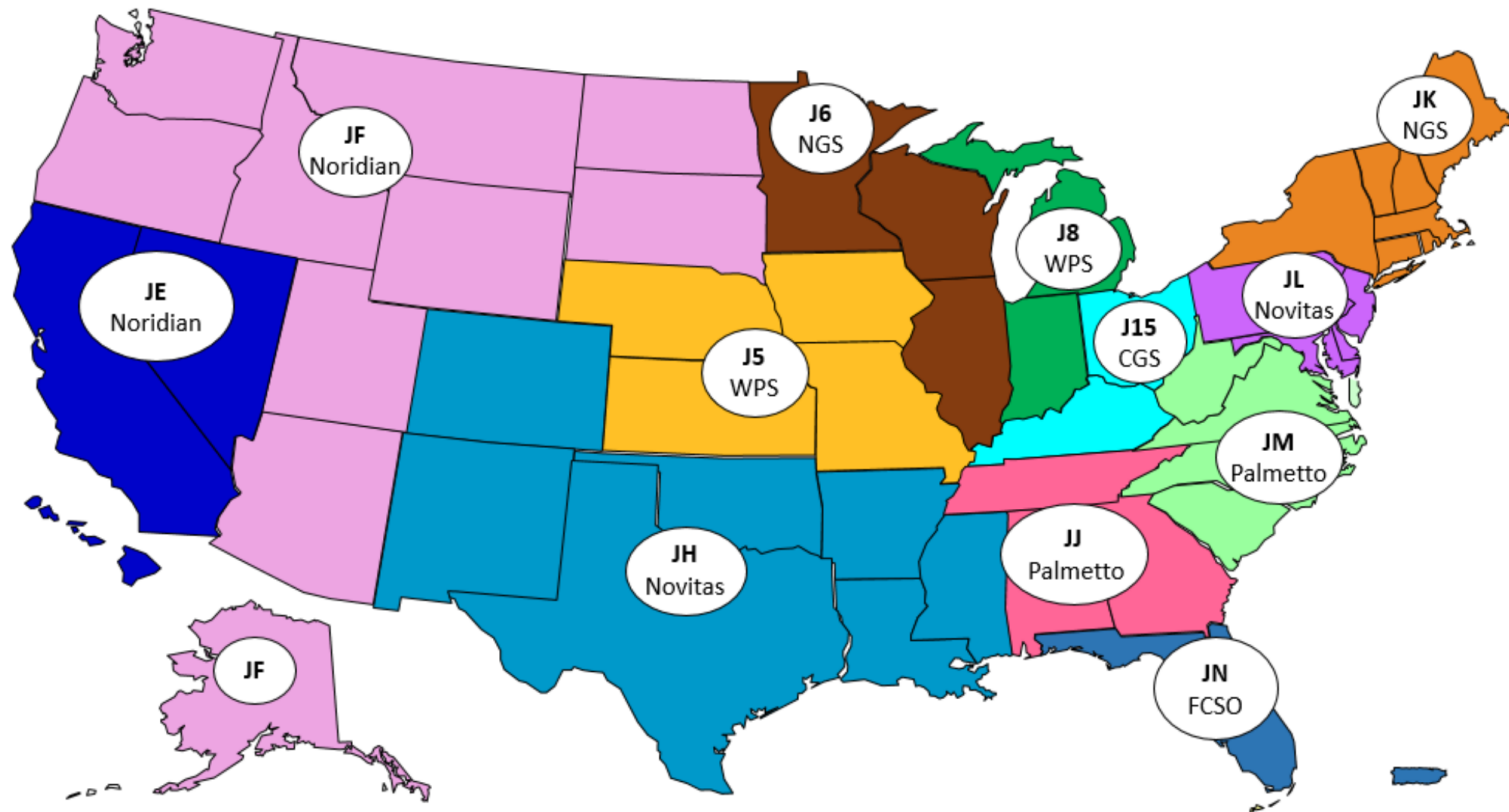 JF
Noridian
J6
NGS
JK
NGS
J8
WPS
JE
Noridian
JL
Novitas
J15
CGS
J5
WPS
JM
Palmetto
JH
Novitas
JJ
Palmetto
JF
JN
FCSO